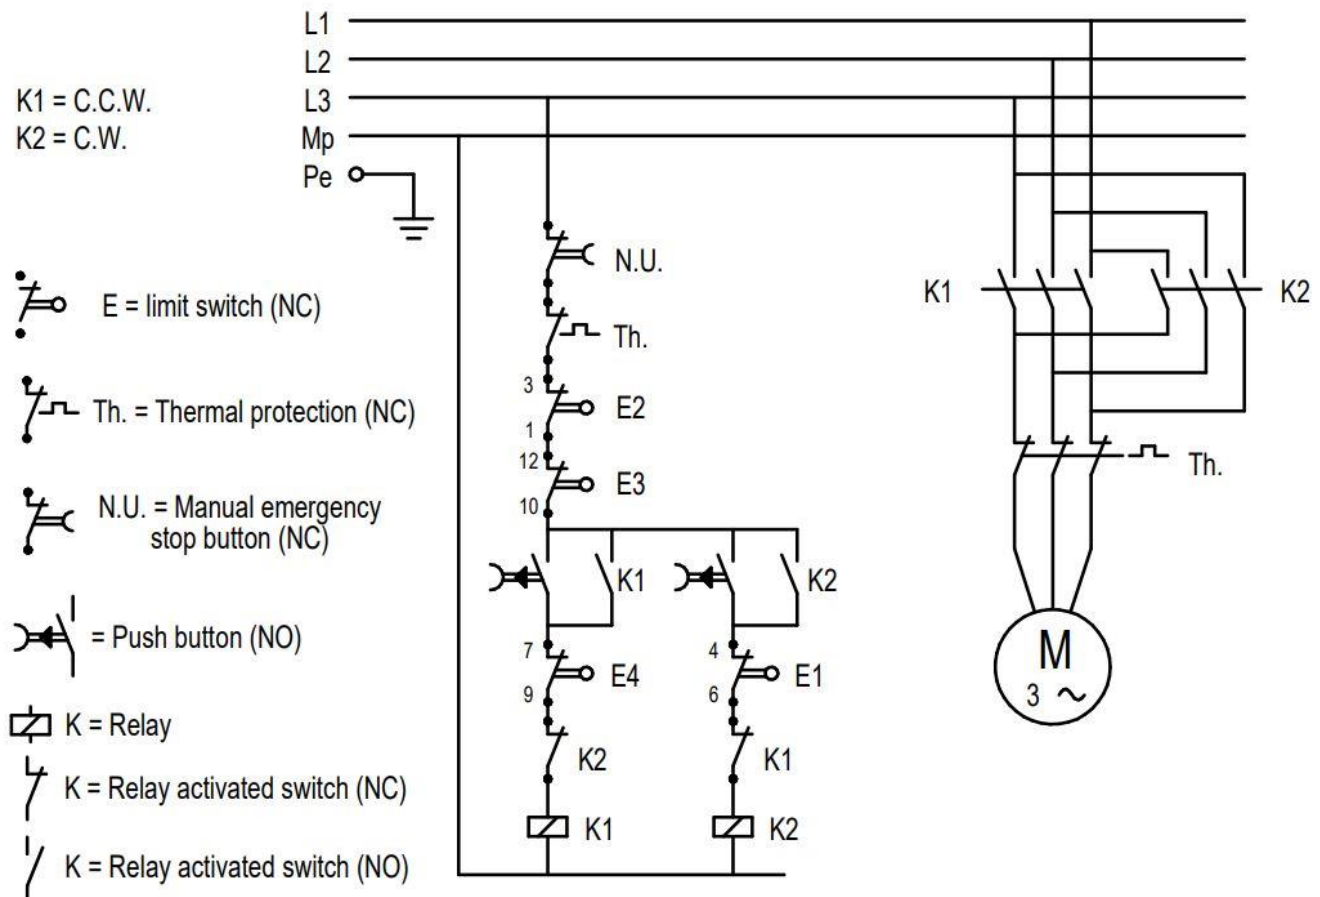 L1
L2
L3
Mp
Pe
K1 = C.C.W.
K2 = C.W.
E = limit switch (NC)
Th. = Thermal protection (NC)
N.U. = Manual emergency
stop button (NC)
= Push button (NO)
K = Relay
K = Relay activated switch (NC)
K = Relay activated switch (NO)
N.U.
Th.
3
E2
1
12
E3
10
K1
K2
7
E4
9
4
E1
6
K2
K1
K1
K2
K1
K2
Th.
M
3 ~